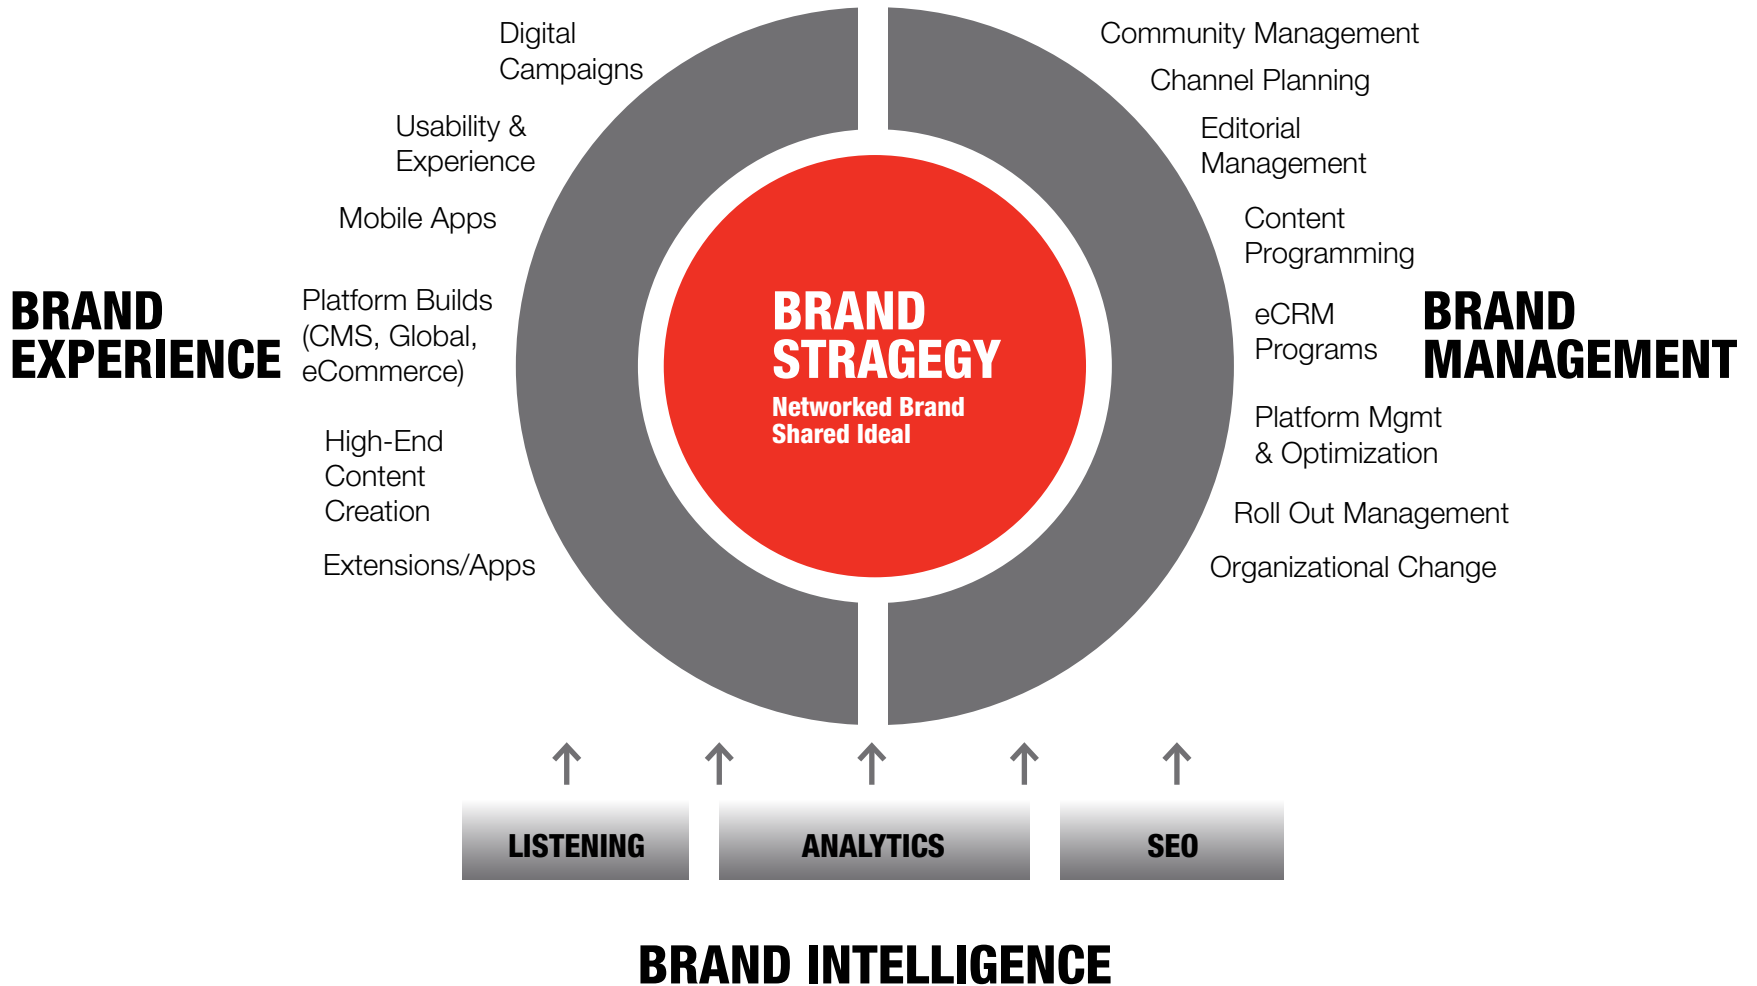 Digital
Campaigns
Usability &
Experience
Mobile Apps
BRAND
EXPERIENCE
Platform Builds
(CMS, Global,
eCommerce)
High-End
Content
Creation
Extensions/Apps
BRAND
STRAGEGY
Networked Brand
Shared Ideal
Community Management
Channel Planning
Editorial
Management
Content
Programming
eCRM
Programs
BRAND
MANAGEMENT
Platform Mgmt
& Optimization
Roll Out Management
Organizational Change
LISTENING
ANALYTICS
SEO
BRAND INTELLIGENCE